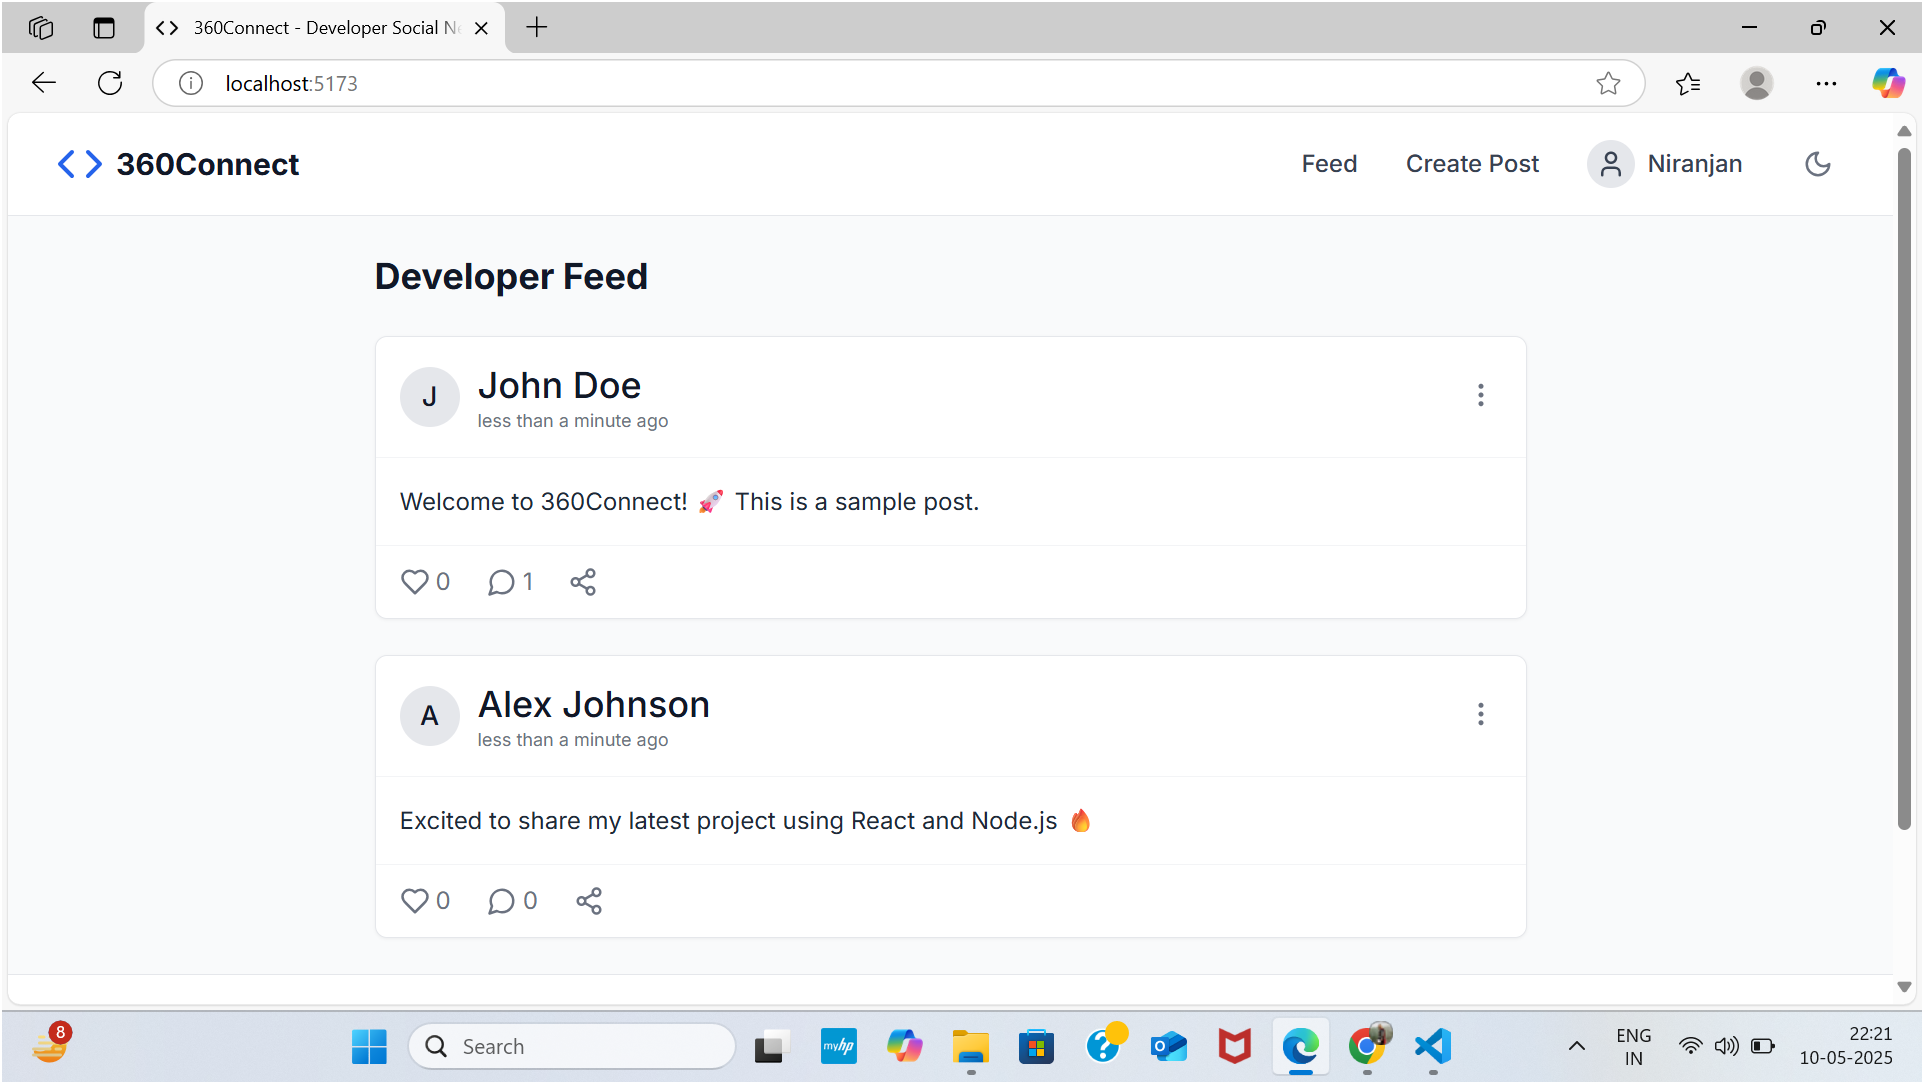 360Connect - Developer Social Ne
localhost:5173
360Connect
Feed
Create Post
Niranjan
Developer Feed
J
John Doe
less than a minute ago
Welcome to 360Connect! 🚀 This is a sample post.
0
1
A
Alex Johnson
less than a minute ago
Excited to share my latest project using React and Node.js 🔥
0
0
8
Search
myhp
ENG
IN
22:21
10-05-2025